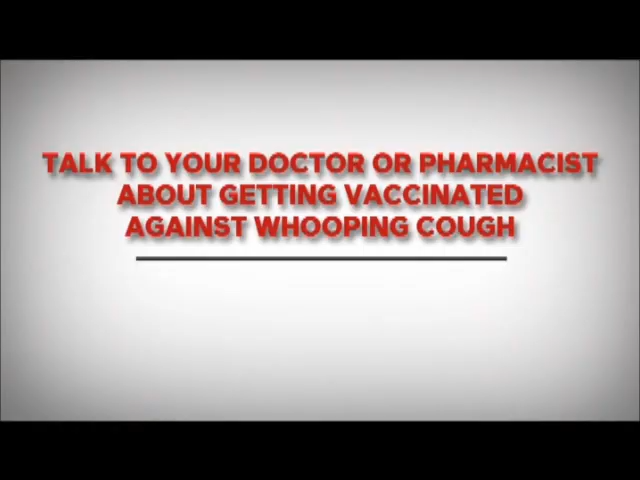 TALK TO YOUR DOCTOR OR PHARMACIST
ABOUT GETTING VACCINATED
AGAINST WHOOPING COUGH